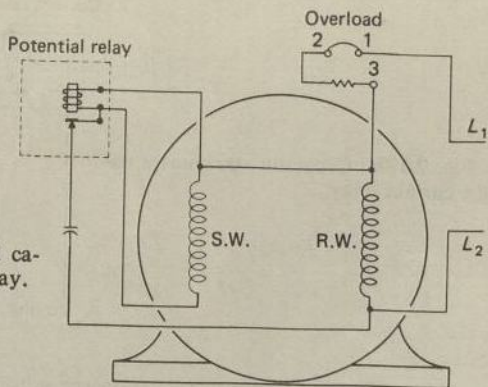 Overload
2 1
Potential relay
3
L1
S.W. R.W.
L2
ca-
ay.